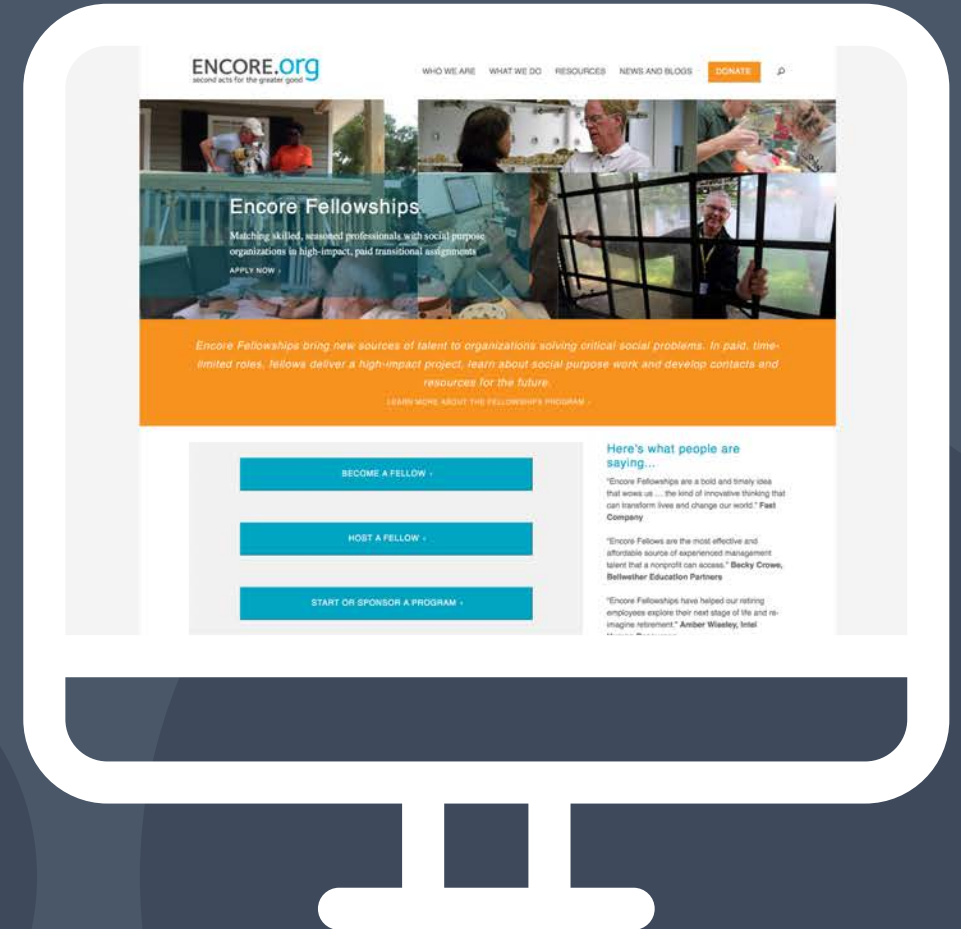 ENCORE.org
second acts for the greater good
WHO WE ARE WHAT WE DO RESOURCES NEWS AND BLOGS DONATE
Encore Fellowships
Matching skilled, seasoned professionals with social purpose
organizations in high-impact, paid transitional assignments
APPLY NOW ›
Encore Fellowships bring new sources of talent to organizations solving critical social problems. In paid, time-
limited roles, fellows deliver a high-impact project, learn about social purpose work and develop contacts and
resources for the future.
LEARN MORE ABOUT THE FELLOWSHIPS PROGRAM ›
BECOME A FELLOW ›
HOST A FELLOW ›
START OR SPONSOR A PROGRAM ›
Here's what people are
saying...
"Encore Fellowships are a bold and timely idea
that wows us ... the kind of innovative thinking that
can transform lives and change our world." Fast
Company
"Encore Fellows are the most effective and
affordable source of experienced management
talent that a nonprofit can access." Becky Crowe,
Bellwether Education Partners
"Encore Fellowships have helped our retiring
employees explore their next stage of life and re-
imagine retirement." Amber Wiseley, Intel